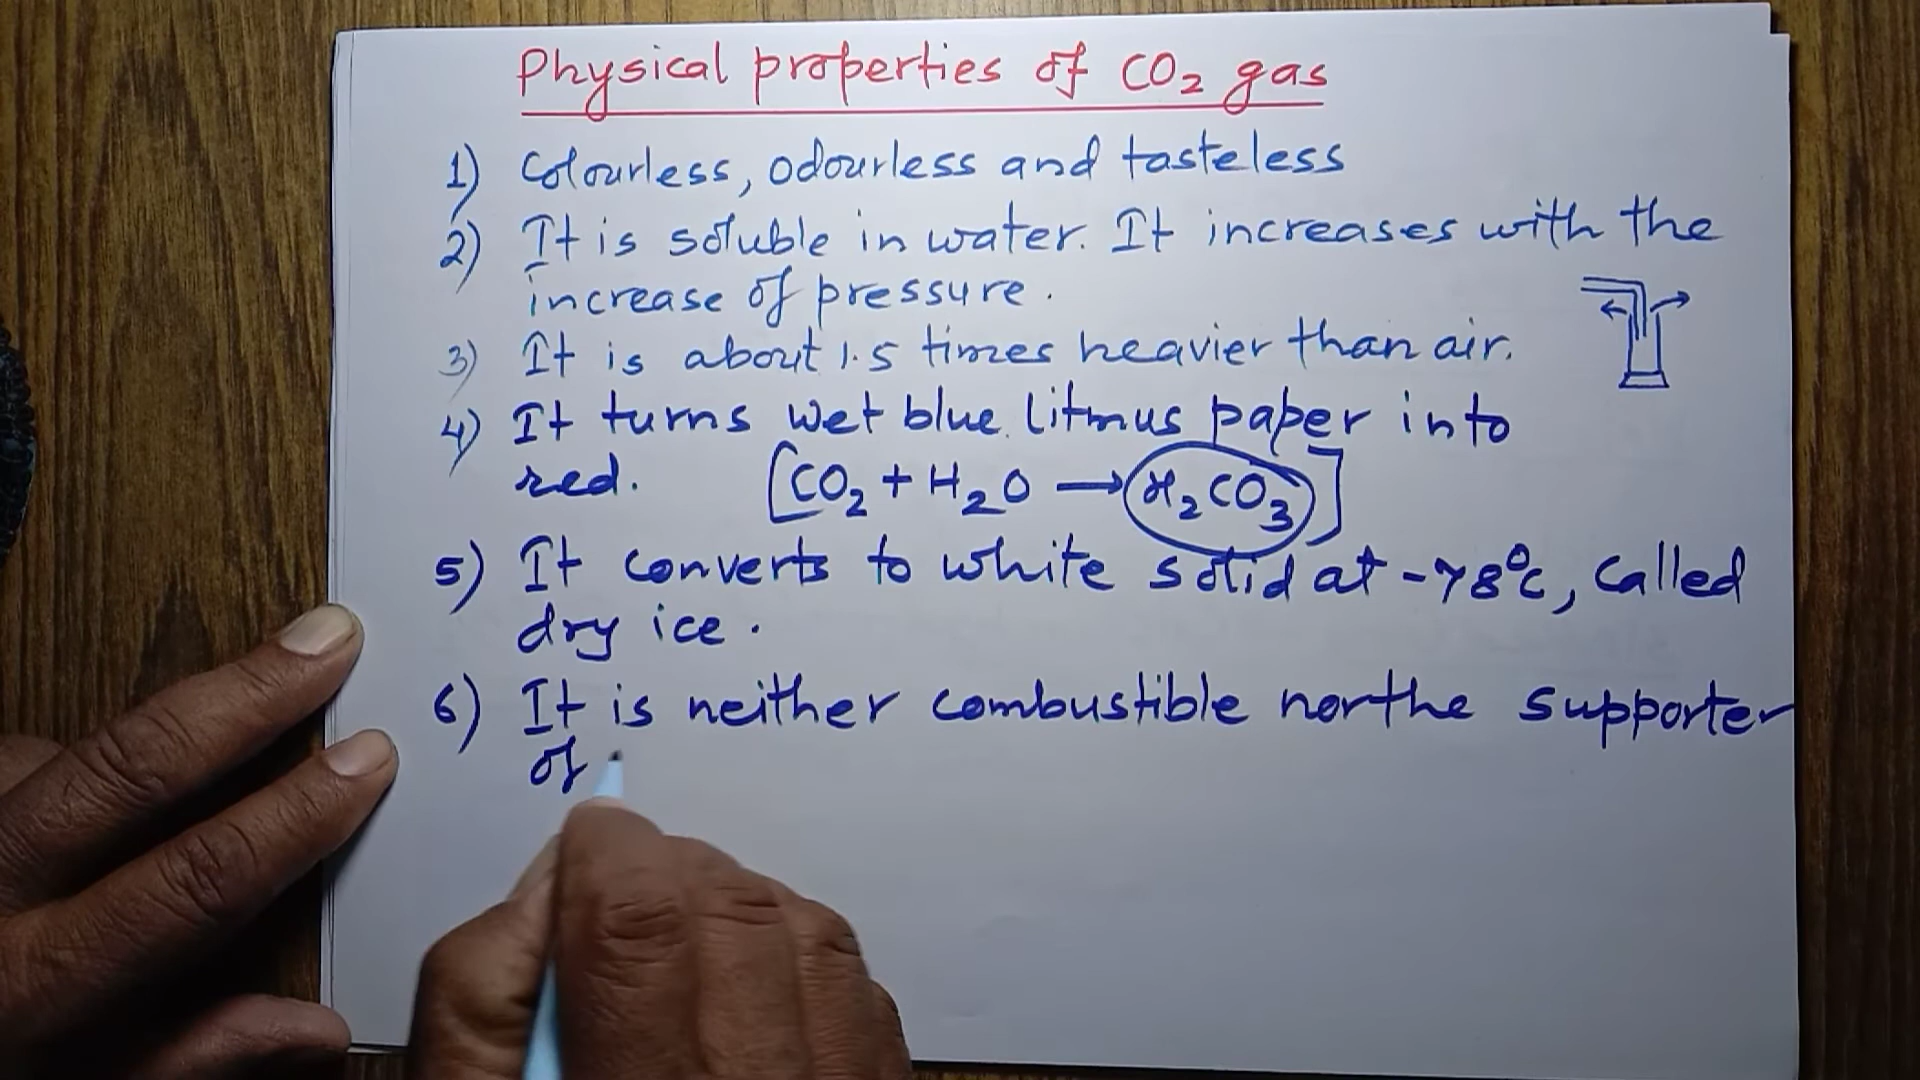 Physical properties of CO₂ gas
1) Colourless, odourless and tasteless
2) It is soluble in water. It increases with the
increase of pressure.
3) It is about 1.5 times heavier than air.
4) It turns wet blue litmus paper into
red. [CO₂ + H₂O → H₂CO₃]
5) It converts to white solid at -78°C, called
dry ice.
6) It is neither combustible nor the supporter
of